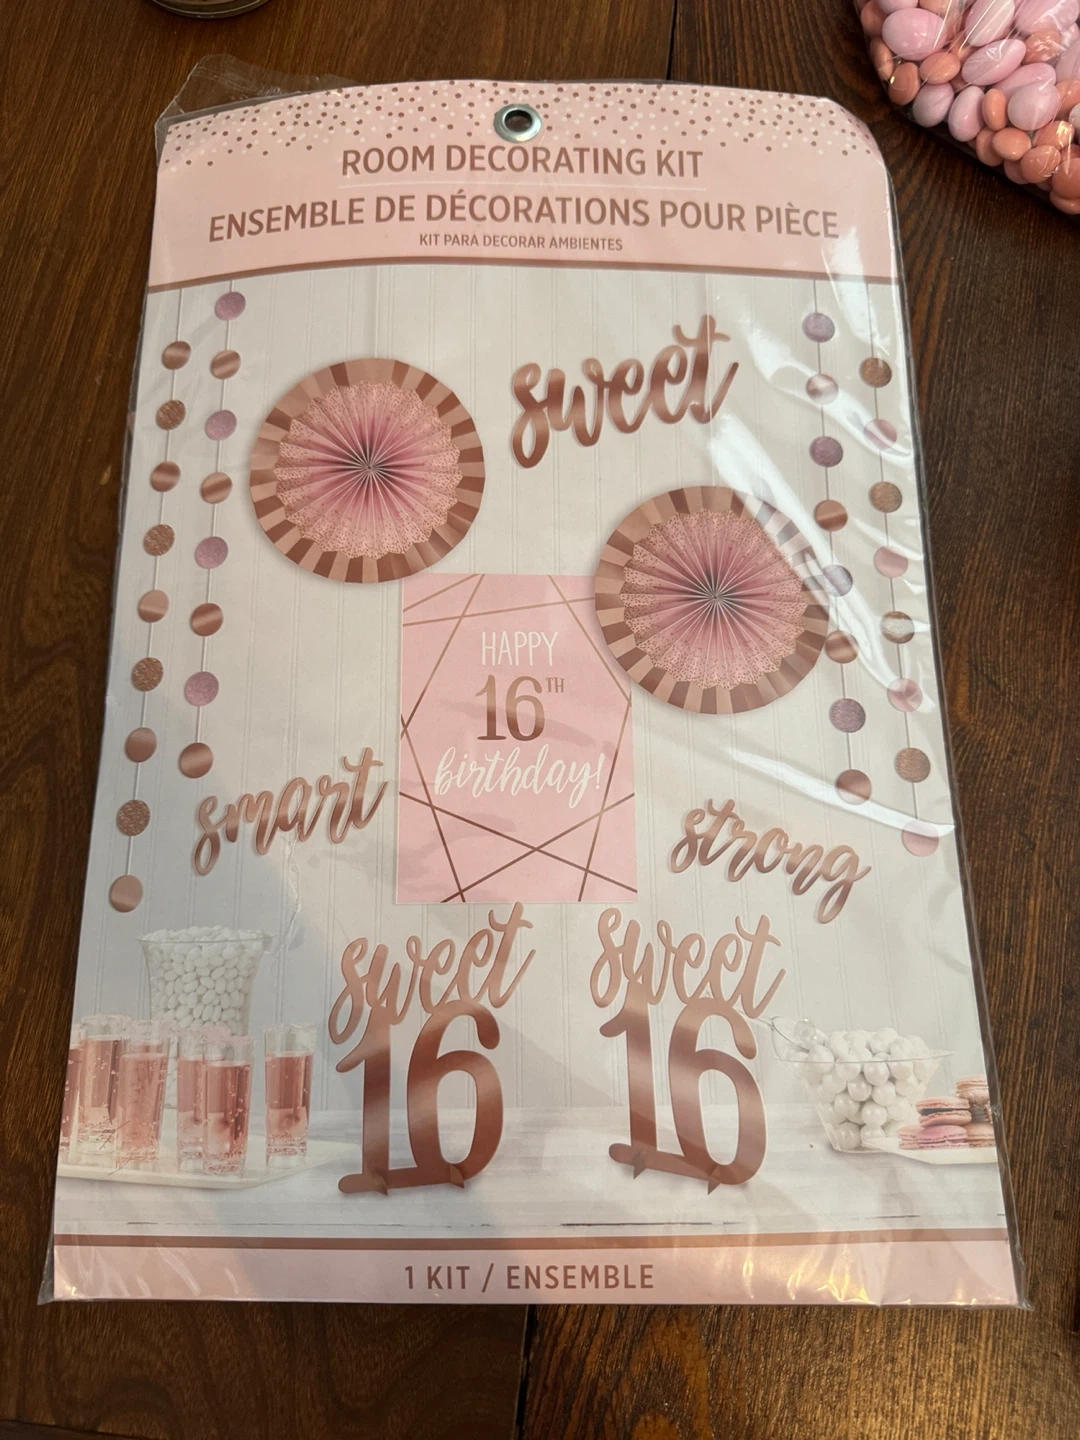 ROOM DECORATING KIT
ENSEMBLE DE DÉCORATIONS POUR PIÈCE
KIT PARA DECORAR AMBIENTES
sweet
HAPPY
16TH
birthday!
smart
strong
sweet
16
sweet
16
1 KIT / ENSEMBLE